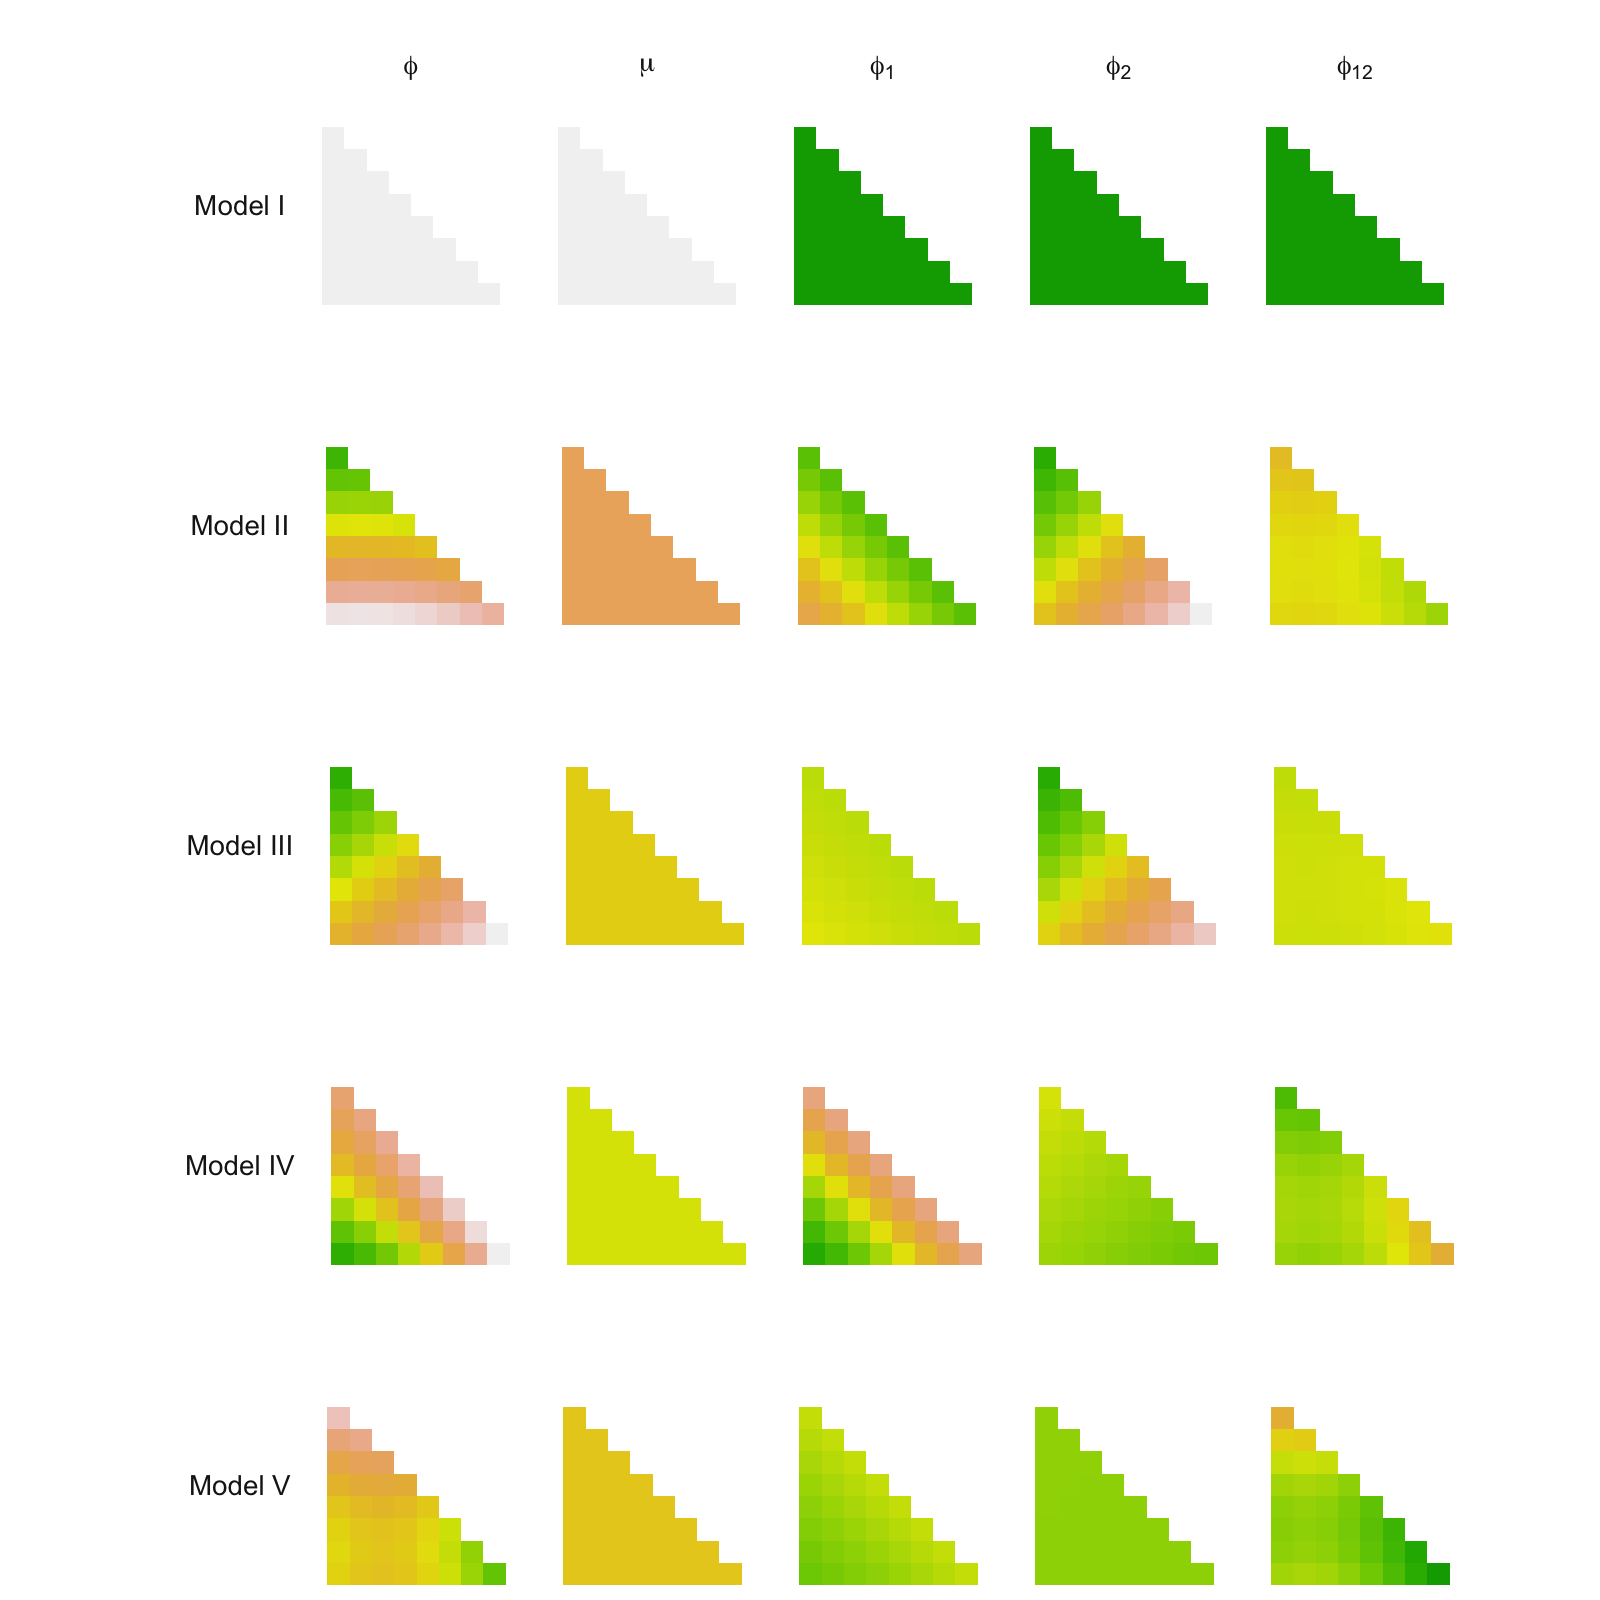 ϕ μ ϕ1 ϕ2 ϕ12
Model I
Model II
Model III
Model IV
Model V